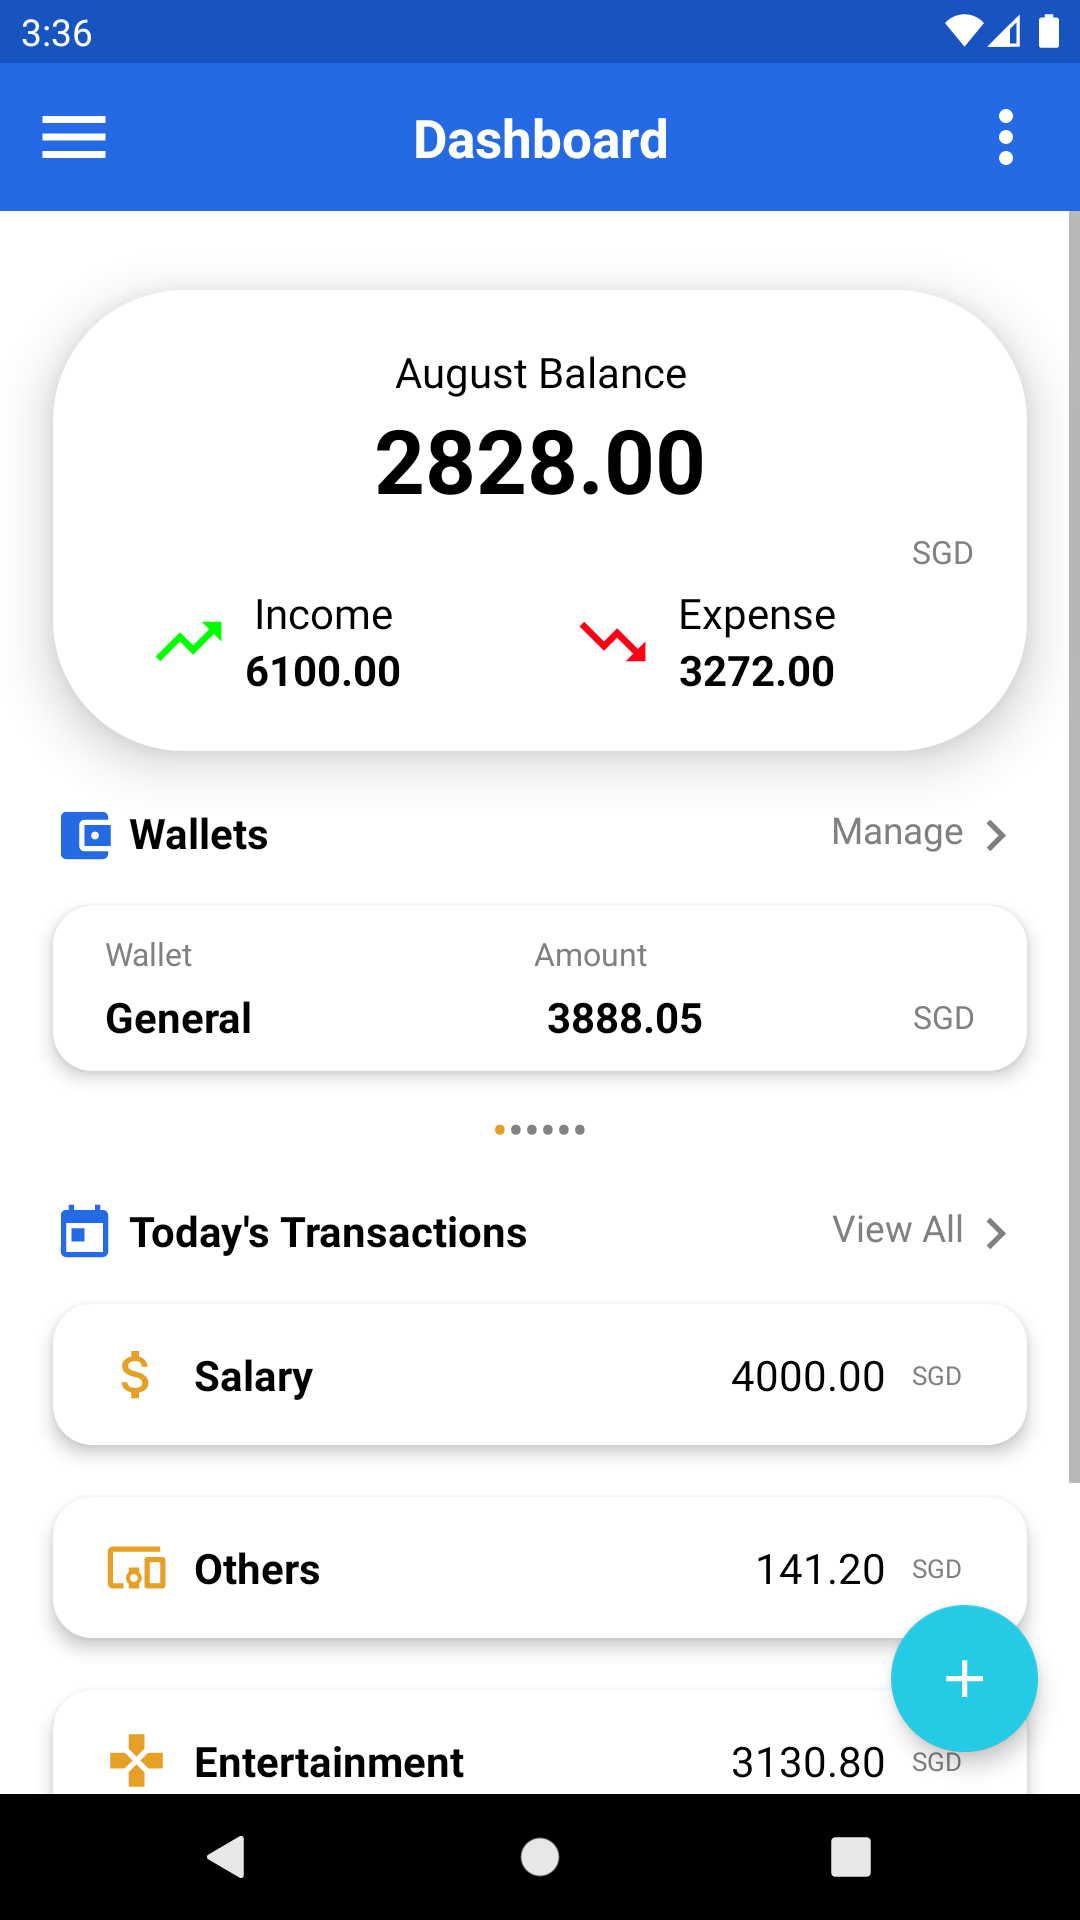 3:36
Dashboard
August Balance
2828.00
SGD
Income
6100.00
Expense
3272.00
Wallets
Manage
Wallet
Amount
General
3888.05
SGD
Today's Transactions
View All
Salary
4000.00
SGD
Others
141.20
SGD
Entertainment
3130.80
SGD